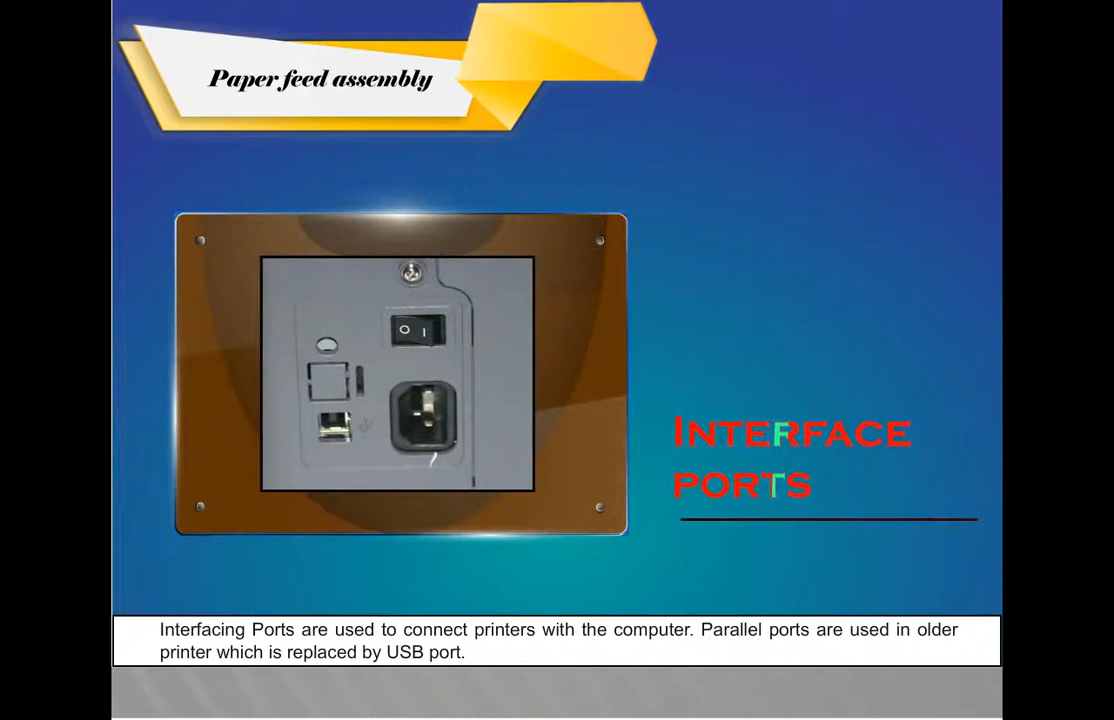 Paper feed assembly
INTERFACE
PORTS
Interfacing Ports are used to connect printers with the computer. Parallel ports are used in older
printer which is replaced by USB port.